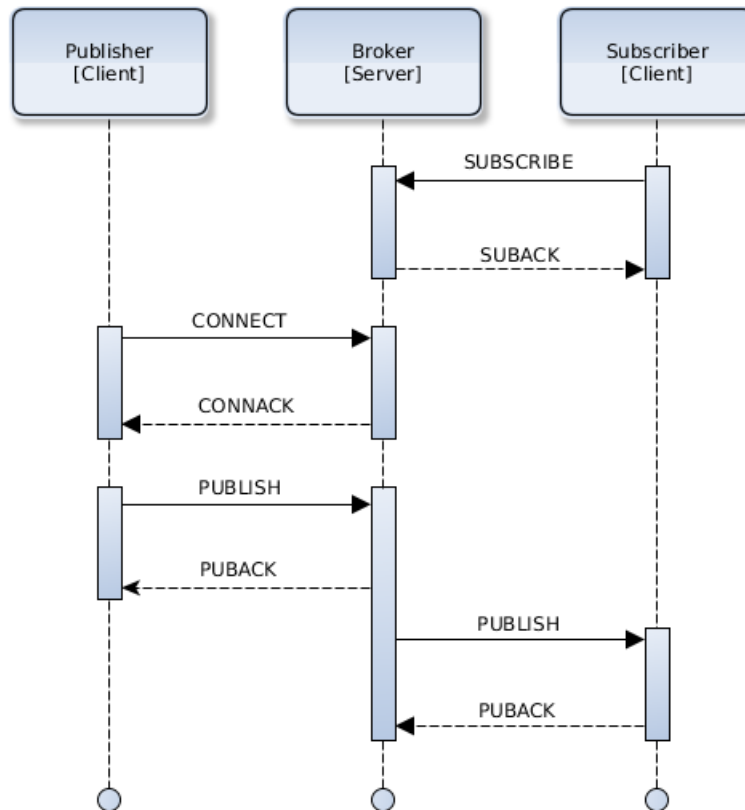 Publisher
[Client]
Broker
[Server]
Subscriber
[Client]
SUBSCRIBE
SUBACK
CONNECT
CONNACK
PUBLISH
PUBACK
PUBLISH
PUBACK